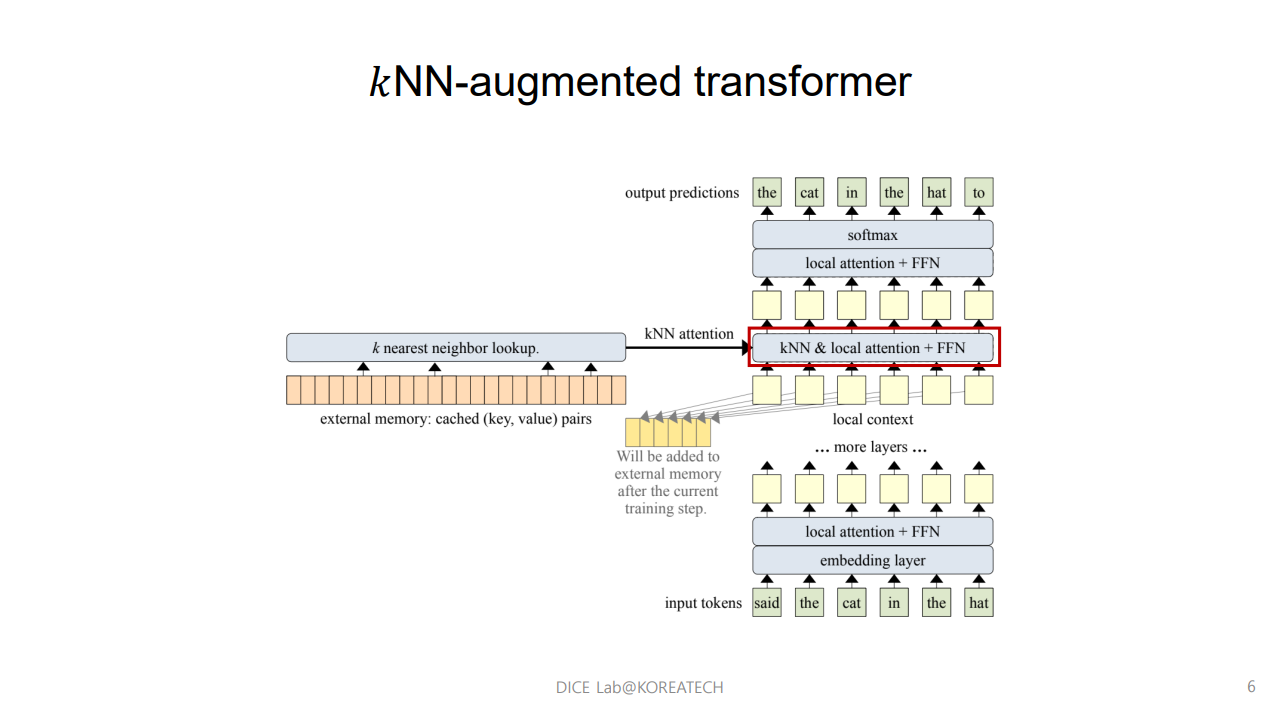 kNN-augmented transformer
output predictions
the cat in the hat to
softmax
local attention + FFN
kNN attention
k nearest neighbor lookup.
kNN & local attention + FFN
external memory: cached (key, value) pairs
local context
Will be added to
external memory
after the current
training step.
... more layers ...
local attention + FFN
embedding layer
input tokens
said the cat in the hat
DICE Lab@KOREATECH
6